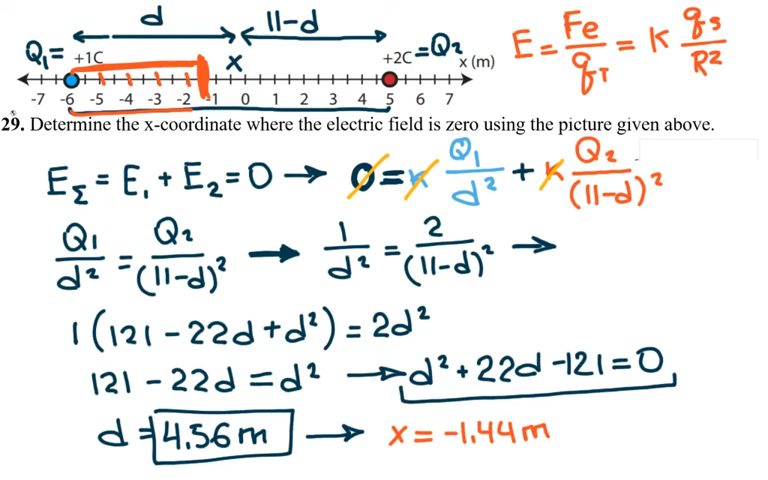 d 11-d
Q₁= +1C x +2C =Q₂ x (m)
-7 -6 -5 -4 -3 -2 -1 0 1 2 3 4 5 6 7
E = Fe/qT = K qs/R²
29. Determine the x-coordinate where the electric field is zero using the picture given above.
E_Σ = E₁ + E₂ = 0 → 0 = K Q₁/d² + K Q₂/(11-d)²
Q₁/d² = Q₂/(11-d)² → 1/d² = 2/(11-d)² →
1(121 - 22d + d²) = 2d²
121 - 22d = d² → d² + 22d - 121 = 0
d = 4.56 m → x = -1.44 m